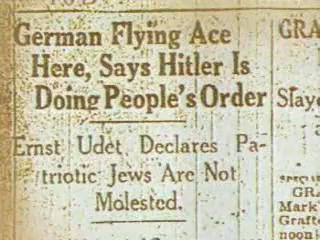 German Flying Ace
Here, Says Hitler Is
Doing People's Order
Ernst Udet Declares Pa-
triotic Jews Are Not
Molested.
GRA
Slaye
GRA
Mark
Grafto
noon